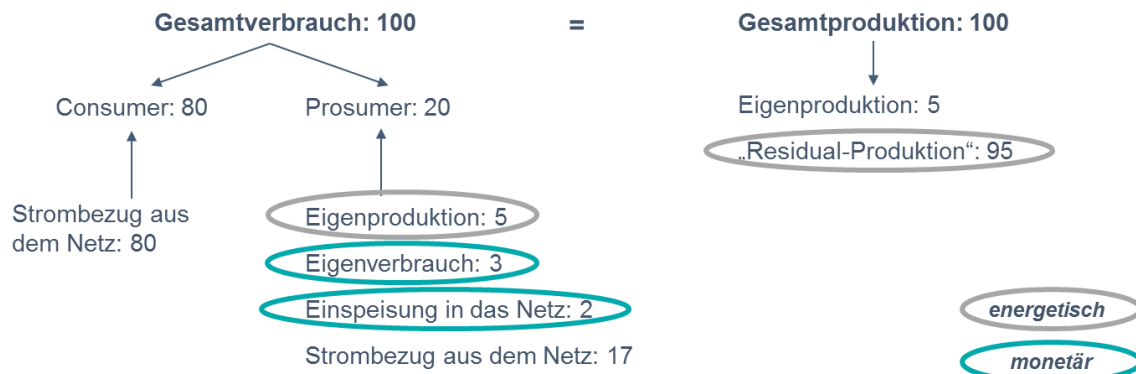 Gesamtverbrauch: 100 = Gesamtproduktion: 100
Consumer: 80
Prosumer: 20
Eigenproduktion: 5
„Residual-Produktion“: 95
Strombezug aus
dem Netz: 80
Eigenproduktion: 5
Eigenverbrauch: 3
Einspeisung in das Netz: 2
Strombezug aus dem Netz: 17
energetisch
monetär